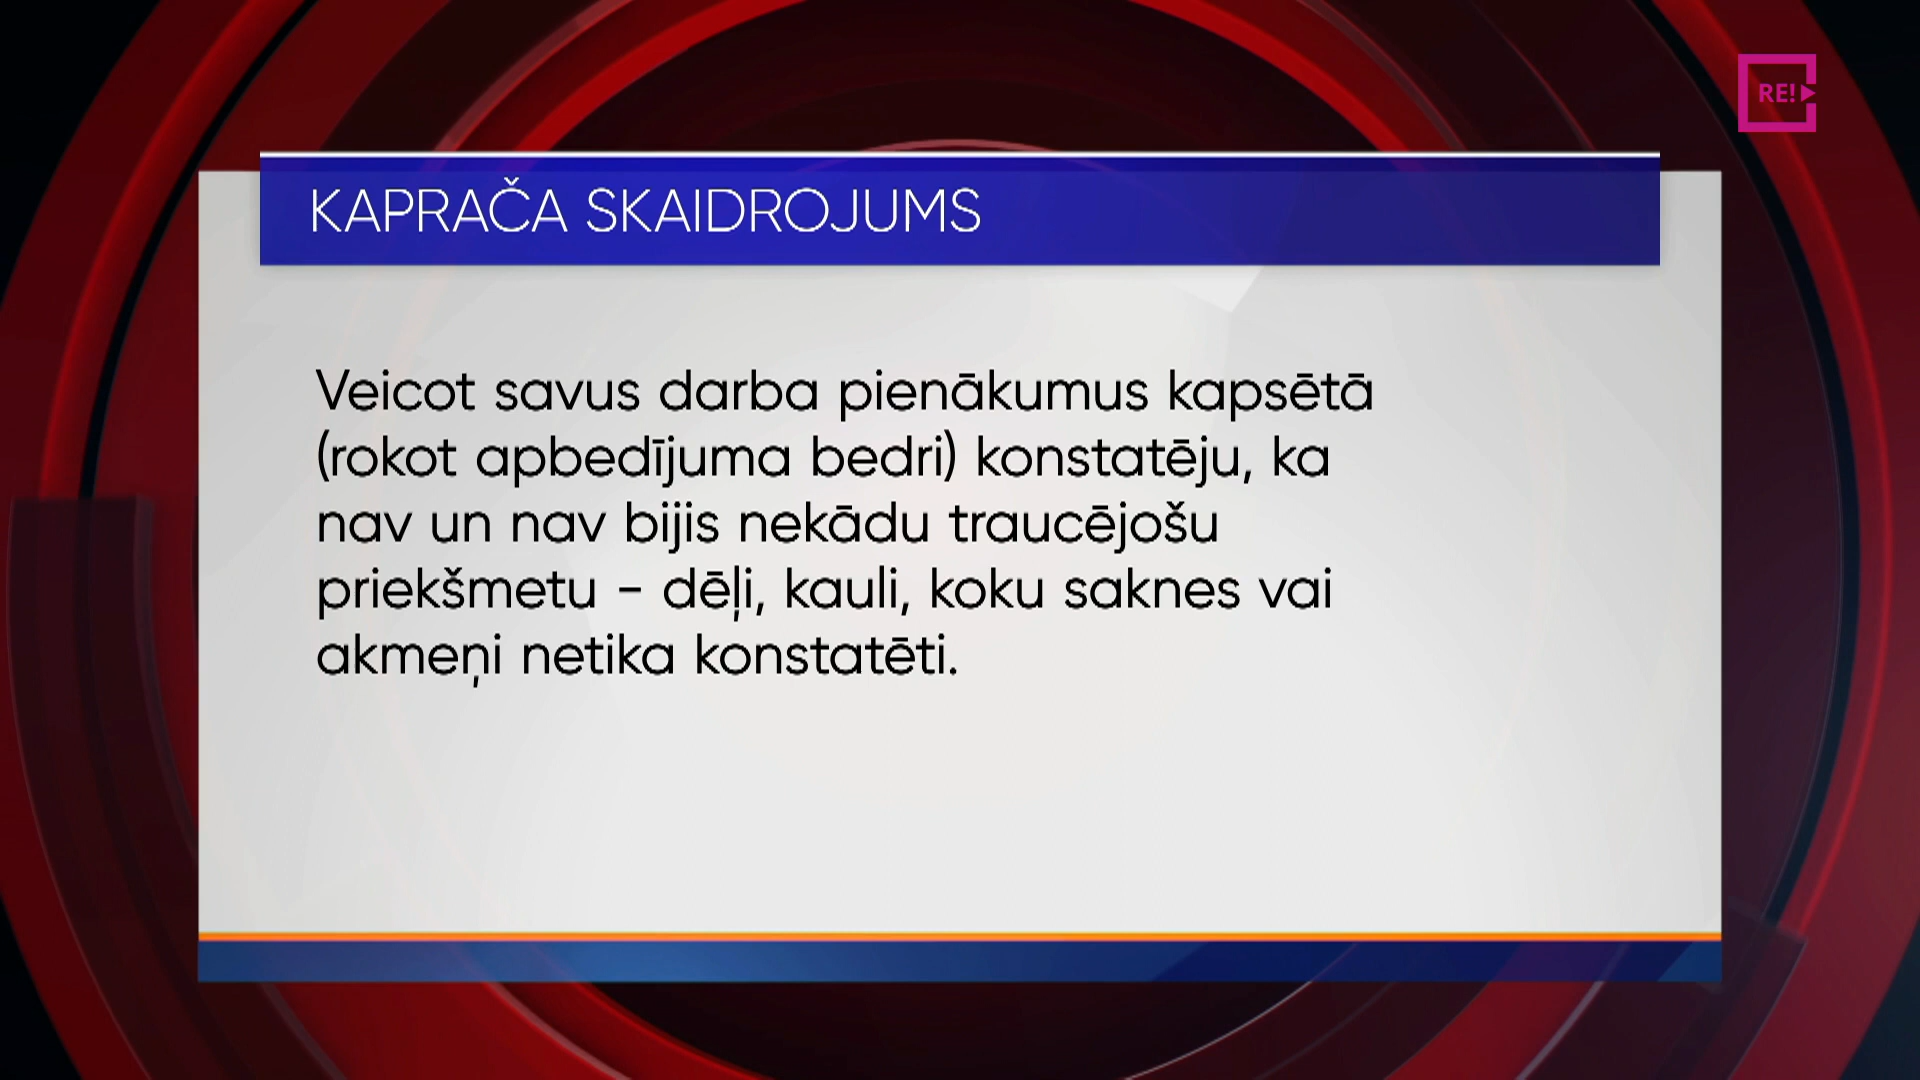 RE!
KAPRAČA SKAIDROJUMS
Veicot savus darba pienākumus kapsētā
(rokot apbedījuma bedri) konstatēju, ka
nav un nav bijis nekādu traucējošu
priekšmetu - dēļi, kauli, koku saknes vai
akmeņi netika konstatēti.